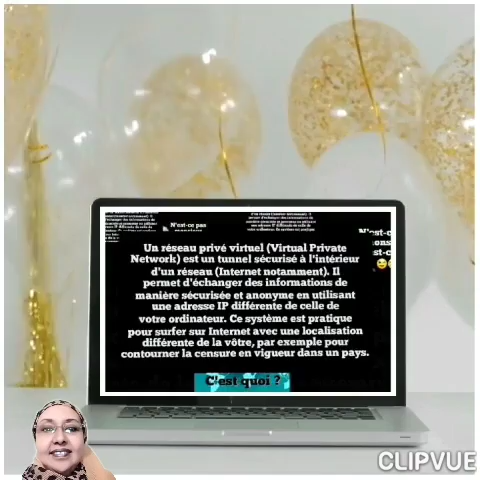 N'est-ce pas
Un réseau privé virtuel (Virtual Private
Network) est un tunnel sécurisé à l'intérieur
d'un réseau (Internet notamment). Il
permet d'échanger des informations de
manière sécurisée et anonyme en utilisant
une adresse IP différente de celle de
votre ordinateur. Ce système est pratique
pour surfer sur Internet avec une localisation
différente de la vôtre, par exemple pour
contourner la censure en vigueur dans un pays.
C'est quoi ?
CLIPVUE